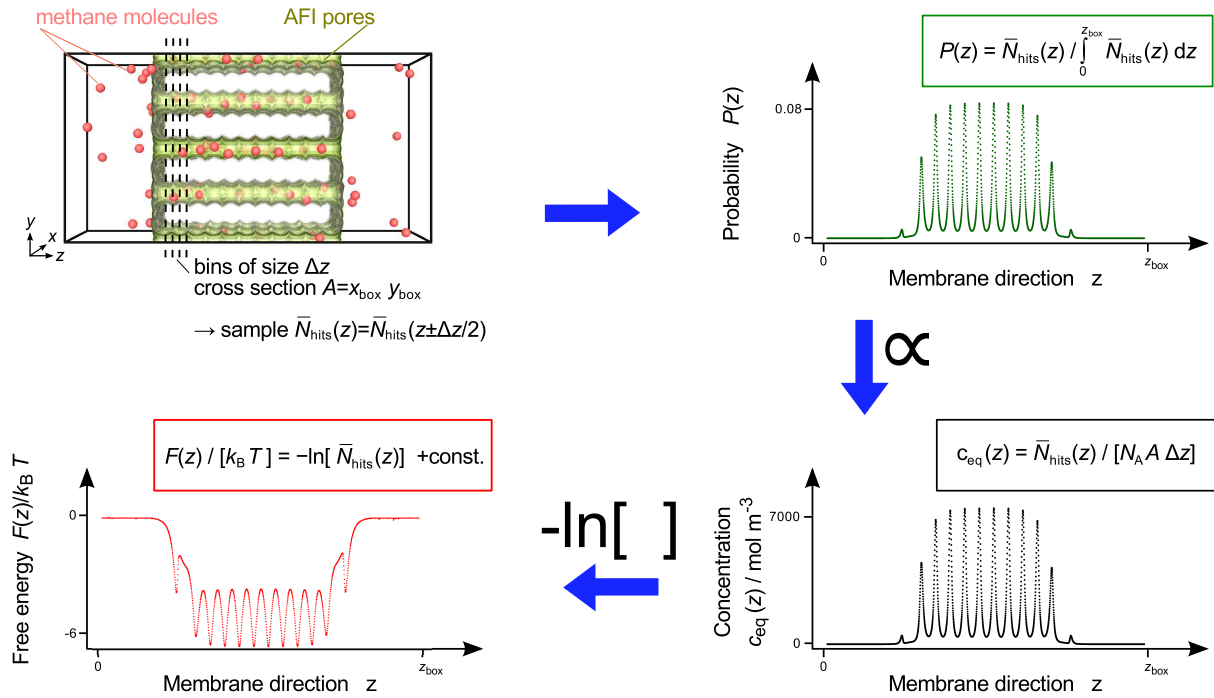 methane molecules
AFI pores
y
x
z
bins of size Δz
cross section A=x_box y_box
→ sample N̅_hits(z)=N̅_hits(z±Δz/2)
P(z) = N̅_hits(z) / ∫_0^{z_box} N̅_hits(z) dz
Probability P(z)
0.08
0
0
z_box
Membrane direction z
∝
F(z) / [k_B T ] = −ln[ N̅_hits(z)] +const.
Free energy F(z)/k_B T
0
-6
0
z_box
Membrane direction z
-ln[ ]
c_eq (z) = N̅_hits(z) / [N_A A Δz]
Concentration
c_eq (z) / mol m⁻³
7000
0
0
z_box
Membrane direction z